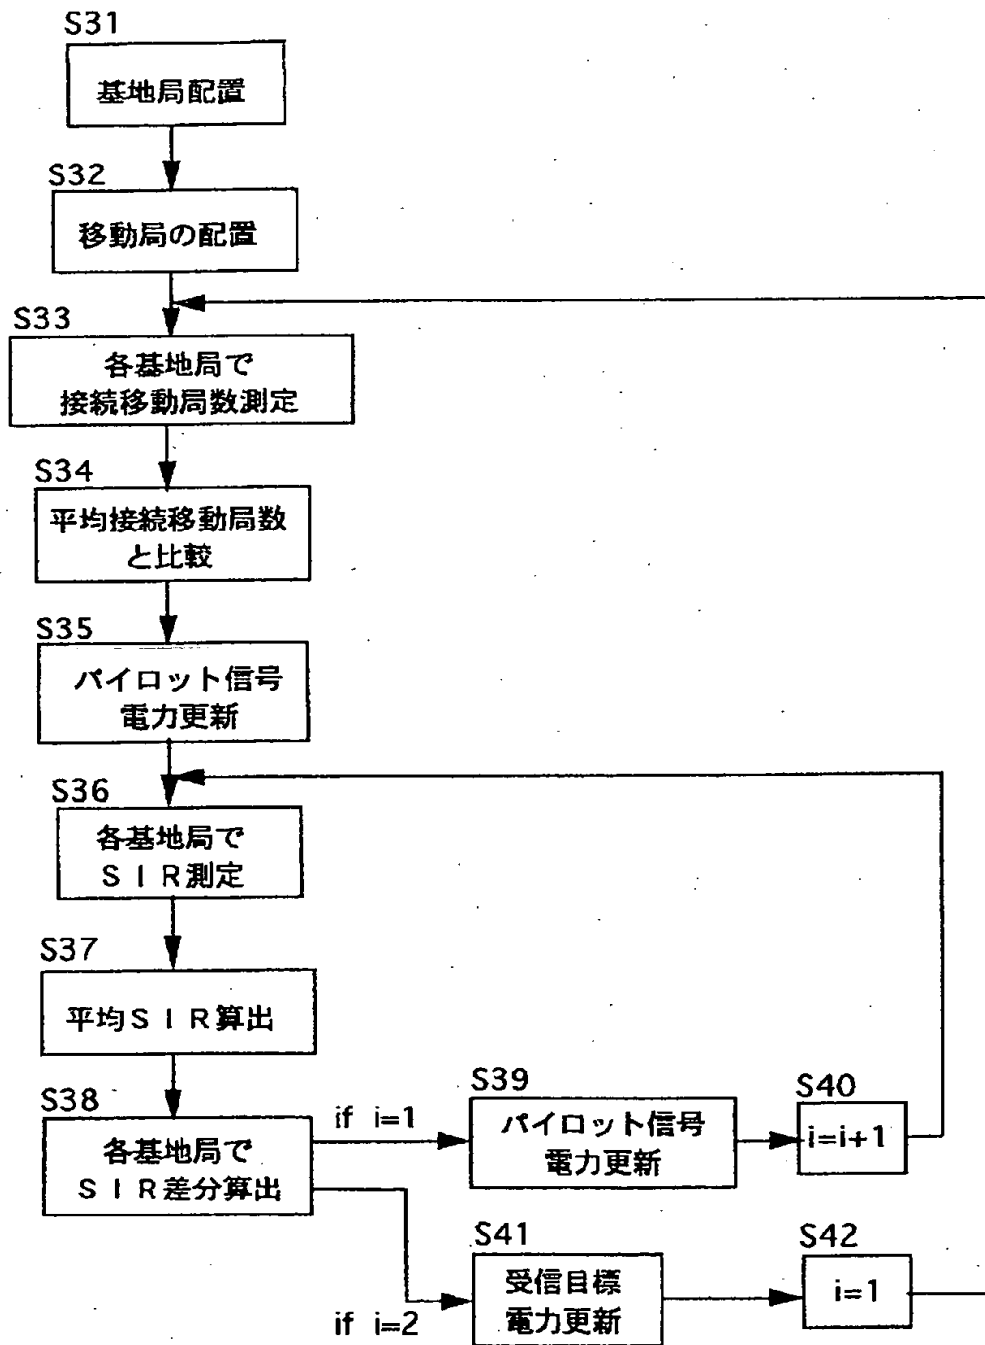 S31
基地局配置
S32
移動局の配置
S33
各基地局で
接続移動局数測定
S34
平均接続移動局数
と比較
S35
パイロット信号
電力更新
S36
各基地局で
SIR測定
S37
平均SIR算出
S38
各基地局で
SIR差分算出
if i=1
S39
パイロット信号
電力更新
S40
i=i+1
if i=2
S41
受信目標
電力更新
S42
i=1